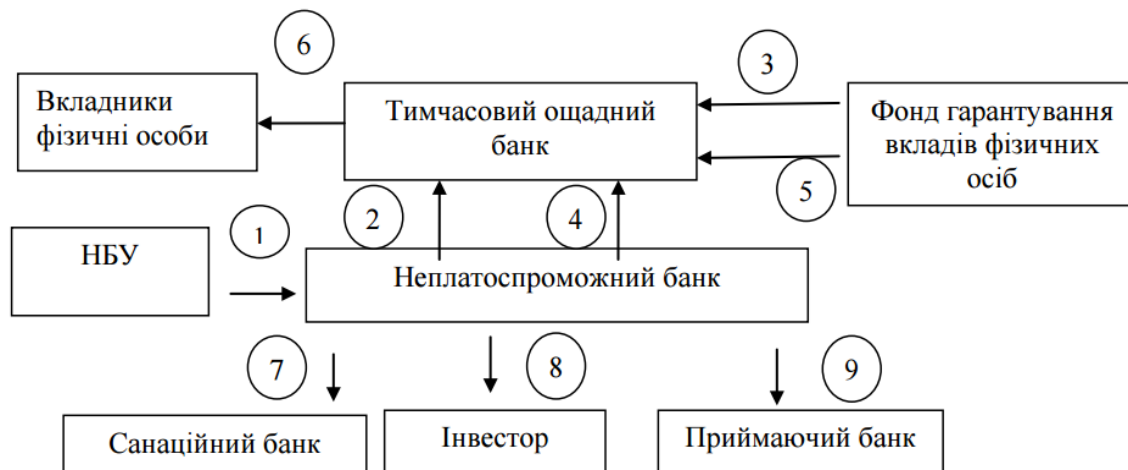 6
3
Вкладники
фізичні особи
Тимчасовий ощадний
банк
Фонд гарантування
вкладів фізичних
осіб
5
2
4
1
НБУ
Неплатоспроможний банк
7
8
9
Санаційний банк
Інвестор
Приймаючий банк